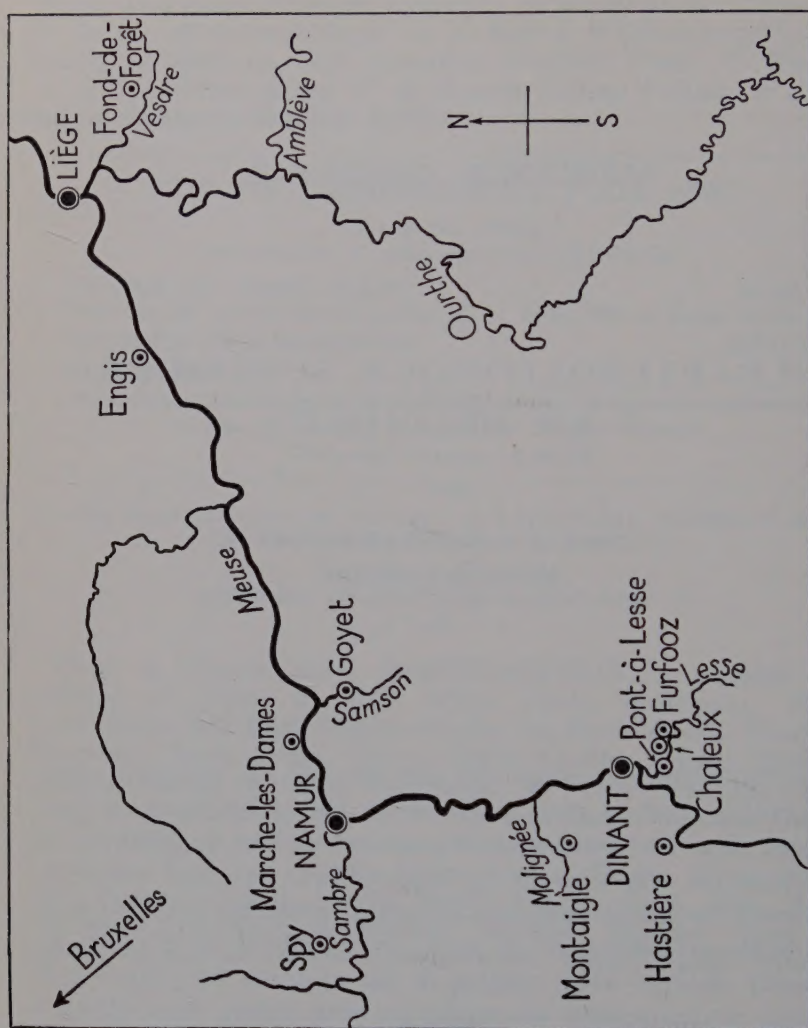 LIÈGE
Fond-de-
Forêt
Vesdre
Amblève
N
S
Engis
Ourthe
Meuse
Bruxelles
Marche-les-Dames
Goyet
Samson
NAMUR
Spy
Sambre
Molignée
Montaigle
DINANT
Pont-à-Lesse
Furfooz
Lesse
Chaleux
Hastière